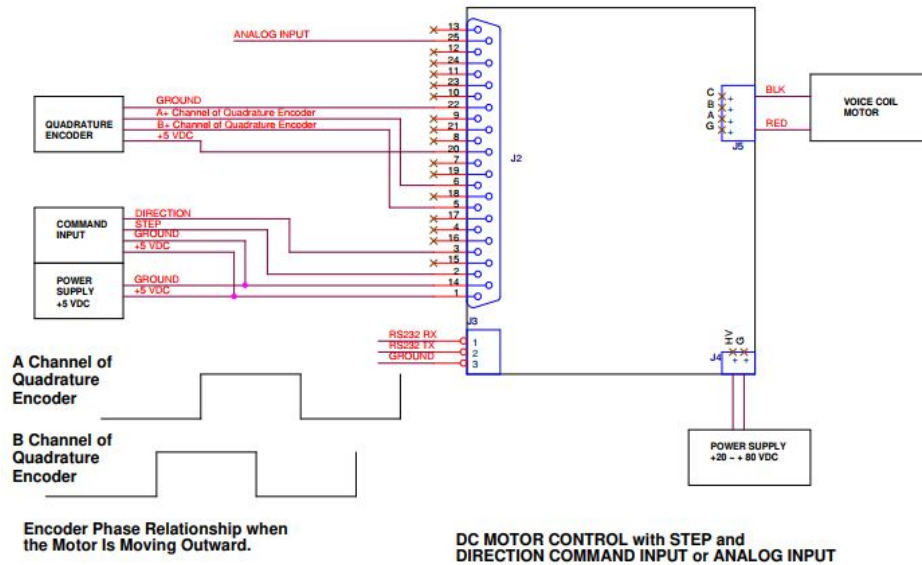 ANALOG INPUT
13
25
12
24
11
23
10
22
9
21
8
20
7
19
6
18
5
17
4
16
3
15
2
14
1
J2
QUADRATURE
ENCODER
GROUND
A+ Channel of Quadrature Encoder
B+ Channel of Quadrature Encoder
+5 VDC
COMMAND
INPUT
DIRECTION
STEP
GROUND
+5 VDC
POWER
SUPPLY
+5 VDC
GROUND
+5 VDC
J3
RS232 RX
RS232 TX
GROUND
1
2
3
C
B
A
G
+
+
+
+
J5
BLK
RED
VOICE COIL
MOTOR
HV
G
J4
+
+
POWER SUPPLY
+20 ~ + 80 VDC
A Channel of
Quadrature
Encoder
B Channel of
Quadrature
Encoder
Encoder Phase Relationship when
the Motor Is Moving Outward.
DC MOTOR CONTROL with STEP and
DIRECTION COMMAND INPUT or ANALOG INPUT